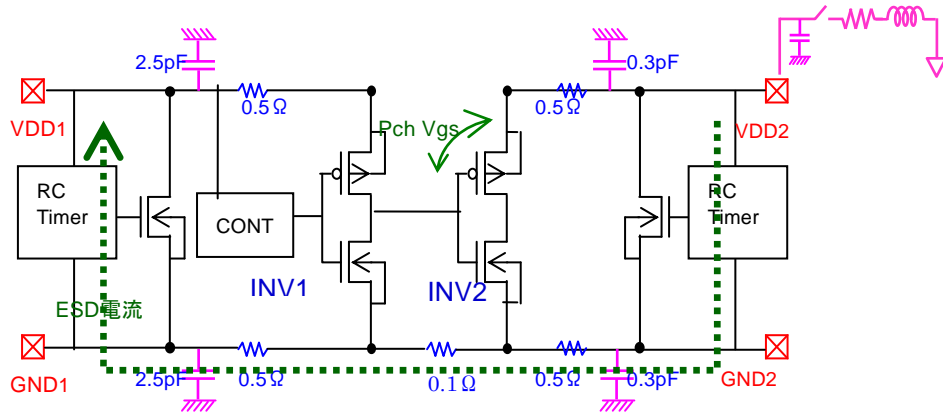 2.5pF
0.3pF
0.5Ω
0.5Ω
VDD1
VDD2
Pch Vgs
RC
Timer
CONT
RC
Timer
INV1
INV2
ESD電流
GND1
GND2
2.5pF
0.5Ω
0.1Ω
0.5Ω
0.3pF